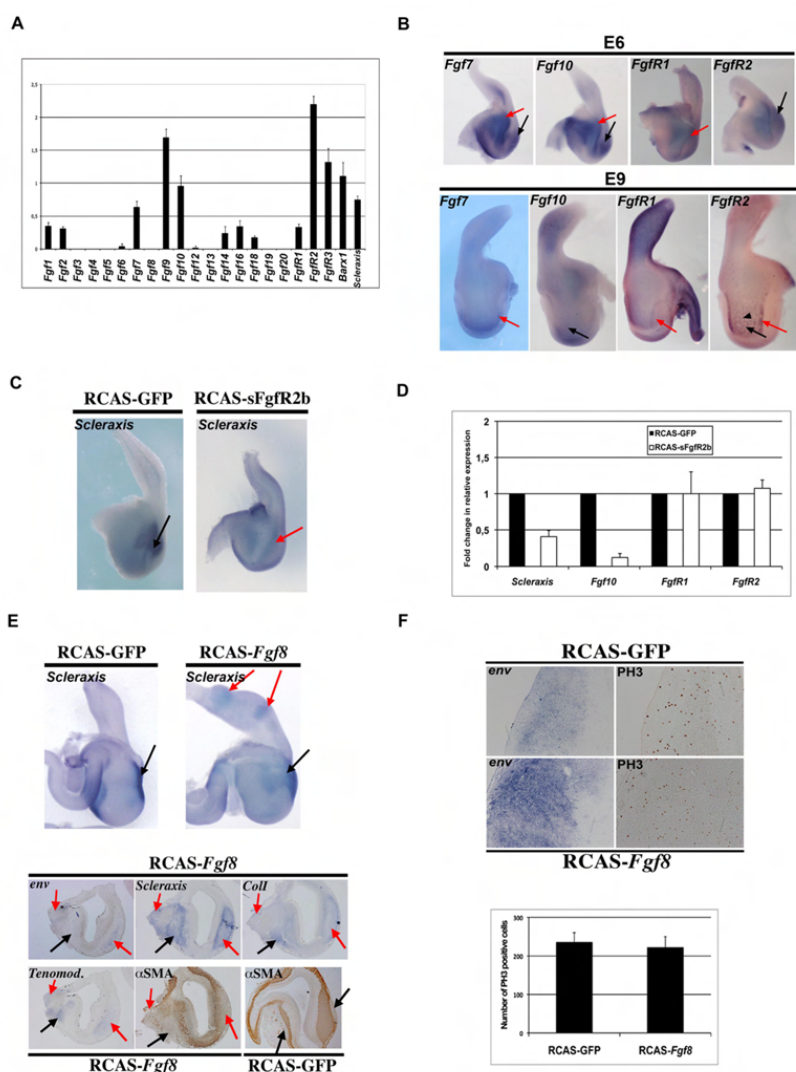 A
2,5
2
1,5
1
0,5
0
Fgf1
Fgf2
Fgf3
Fgf4
Fgf5
Fgf6
Fgf7
Fgf8
Fgf9
Fgf10
Fgf12
Fgf13
Fgf14
Fgf16
Fgf18
Fgf19
Fgf20
FgfR1
FgfR2
FgfR3
Barx1
Scleraxis
B
E6
Fgf7 Fgf10 FgfR1 FgfR2
E9
Fgf7 Fgf10 FgfR1 FgfR2
C
RCAS-GFP RCAS-sFgfR2b
Scleraxis Scleraxis
D
Fold change in relative expression
2
1,5
1
0,5
0
RCAS-GFP
RCAS-sFgfR2b
Scleraxis Fgf10 FgfR1 FgfR2
E
RCAS-GFP RCAS-Fgf8
Scleraxis Scleraxis
RCAS-Fgf8
env Scleraxis ColI
Tenomod. αSMA αSMA
RCAS-Fgf8 RCAS-GFP
F
RCAS-GFP
env PH3
env PH3
RCAS-Fgf8
Number of PH3 positive cells
300
200
100
0
RCAS-GFP RCAS-Fgf8